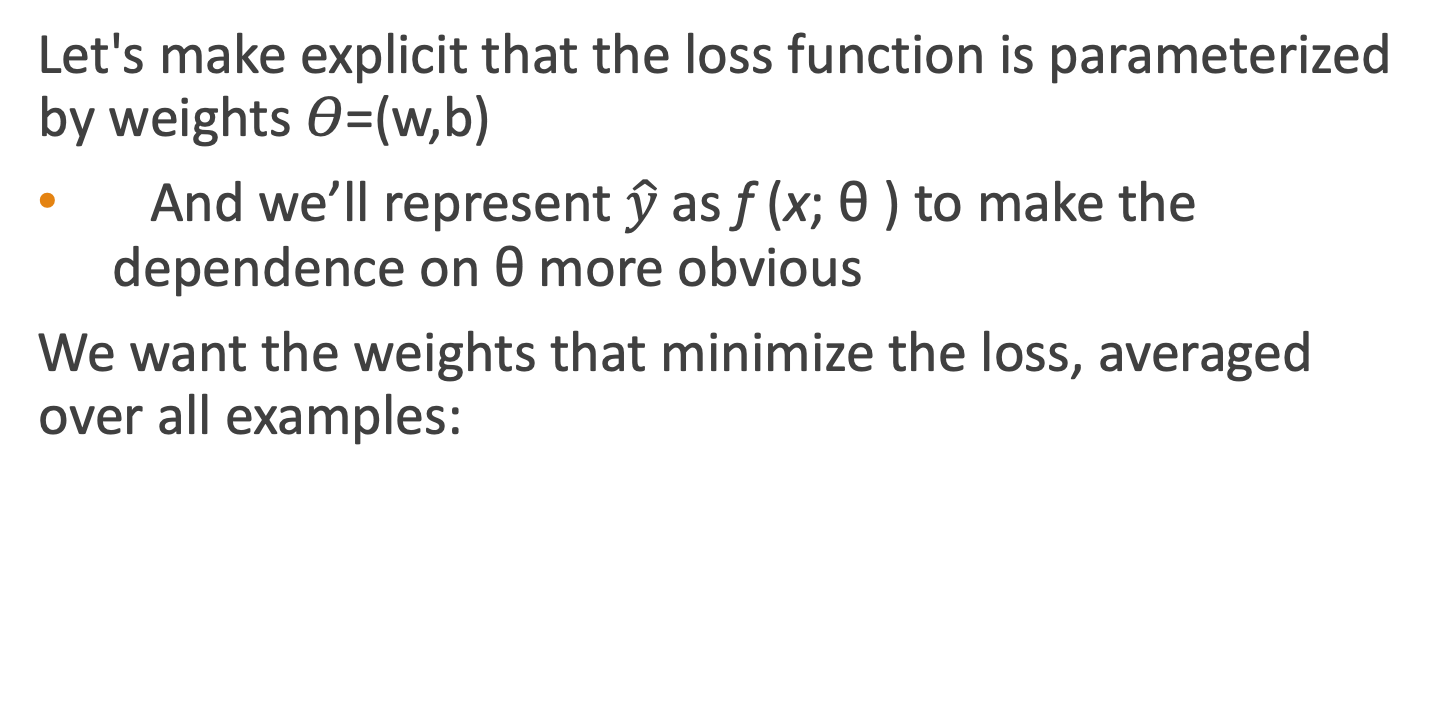 Let's make explicit that the loss function is parameterized
by weights 𝛳=(w,b)
• And we’ll represent ŷ as f (x; θ ) to make the
dependence on θ more obvious
We want the weights that minimize the loss, averaged
over all examples: